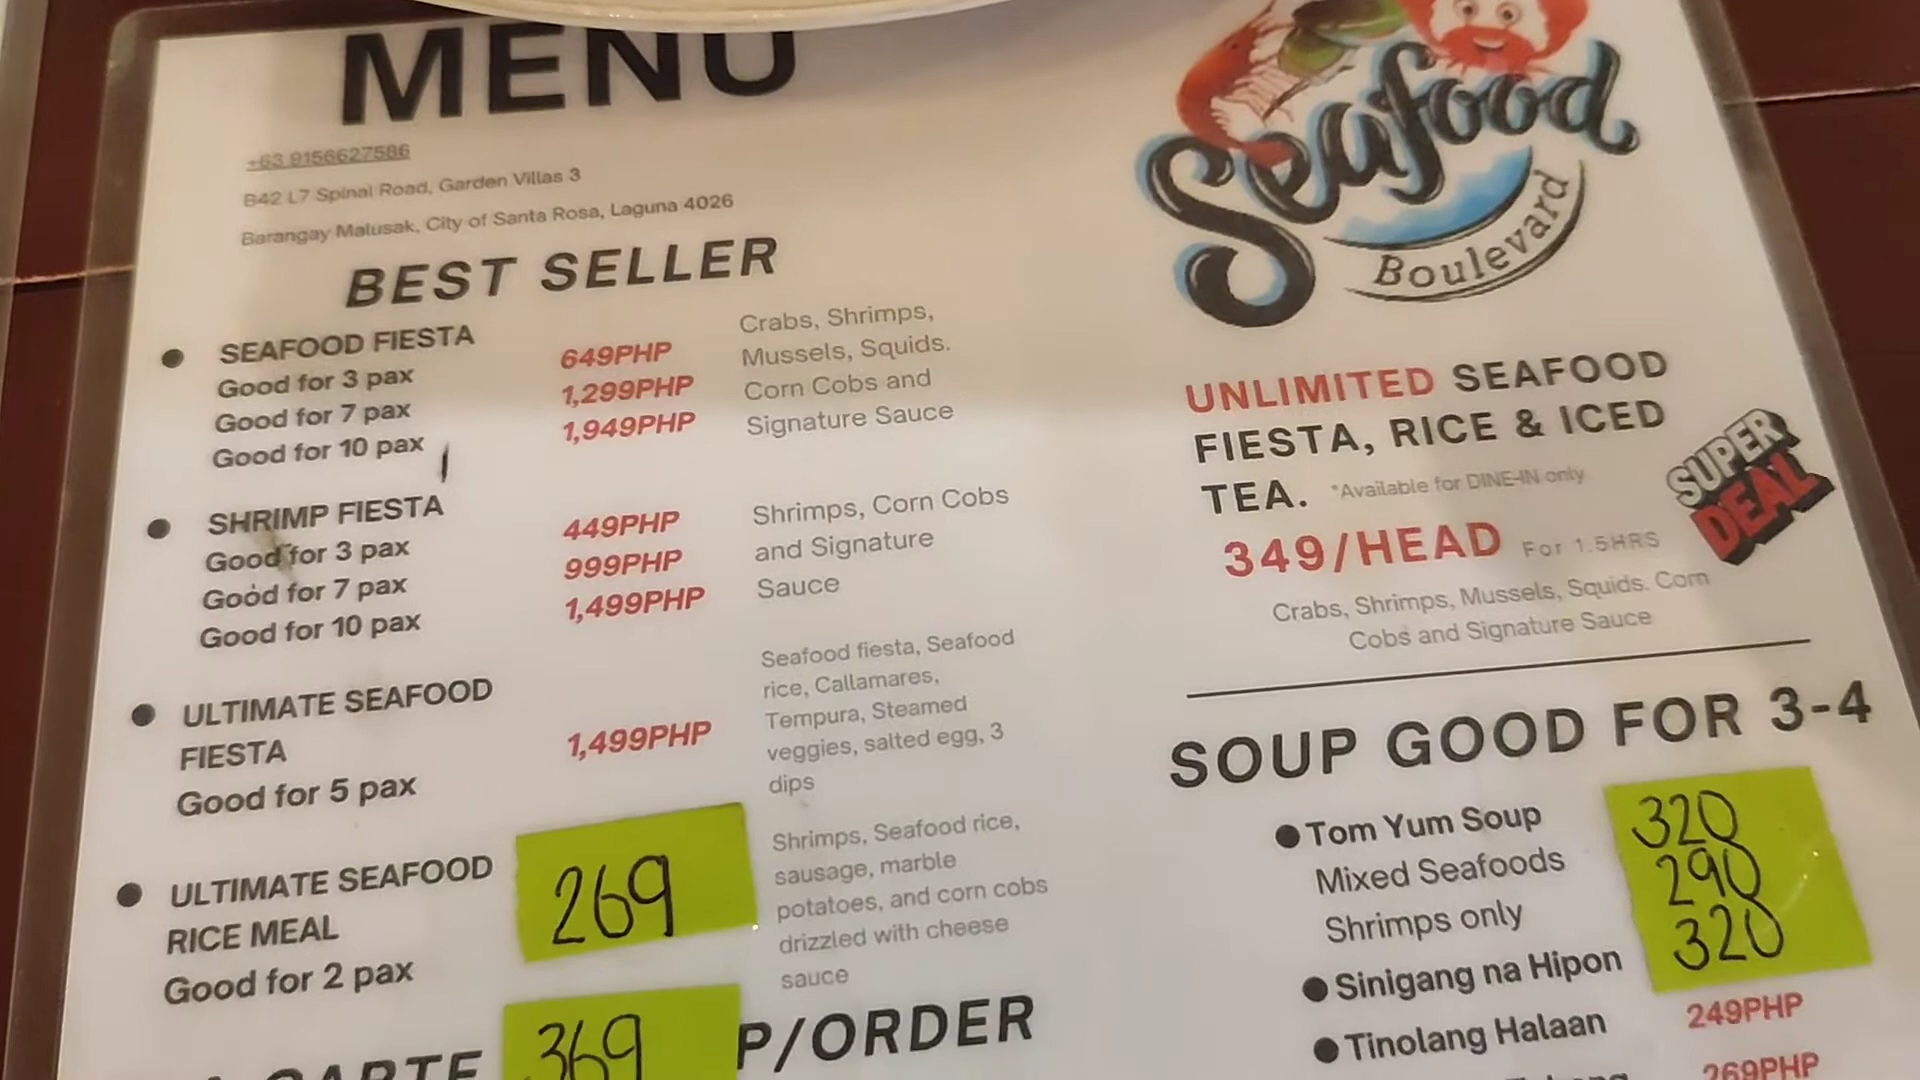 MENU
+63 9156627586
B42 L7 Spinal Road, Garden Villas 3
Barangay Malusak, City of Santa Rosa, Laguna 4026
BEST SELLER
SEAFOOD FIESTA
Good for 3 pax 649PHP
Good for 7 pax 1,299PHP
Good for 10 pax 1,949PHP
Crabs, Shrimps,
Mussels, Squids.
Corn Cobs and
Signature Sauce
SHRIMP FIESTA
Good for 3 pax 449PHP
Good for 7 pax 999PHP
Good for 10 pax 1,499PHP
Shrimps, Corn Cobs
and Signature
Sauce
ULTIMATE SEAFOOD
FIESTA
Good for 5 pax
1,499PHP
Seafood fiesta, Seafood
rice, Callamares,
Tempura, Steamed
veggies, salted egg, 3
dips
ULTIMATE SEAFOOD
RICE MEAL
Good for 2 pax
269
Shrimps, Seafood rice,
sausage, marble
potatoes, and corn cobs
drizzled with cheese
sauce
369
CARTE
P/ORDER
Seafood
Boulevard
UNLIMITED SEAFOOD
FIESTA, RICE & ICED
TEA. *Available for DINE-IN only
SUPER
DEAL
349/HEAD For 1.5HRS
Crabs, Shrimps, Mussels, Squids. Corn
Cobs and Signature Sauce
SOUP GOOD FOR 3-4
Tom Yum Soup
Mixed Seafoods
Shrimps only
Sinigang na Hipon
Tinolang Halaan
320
290
320
249PHP
269PHP